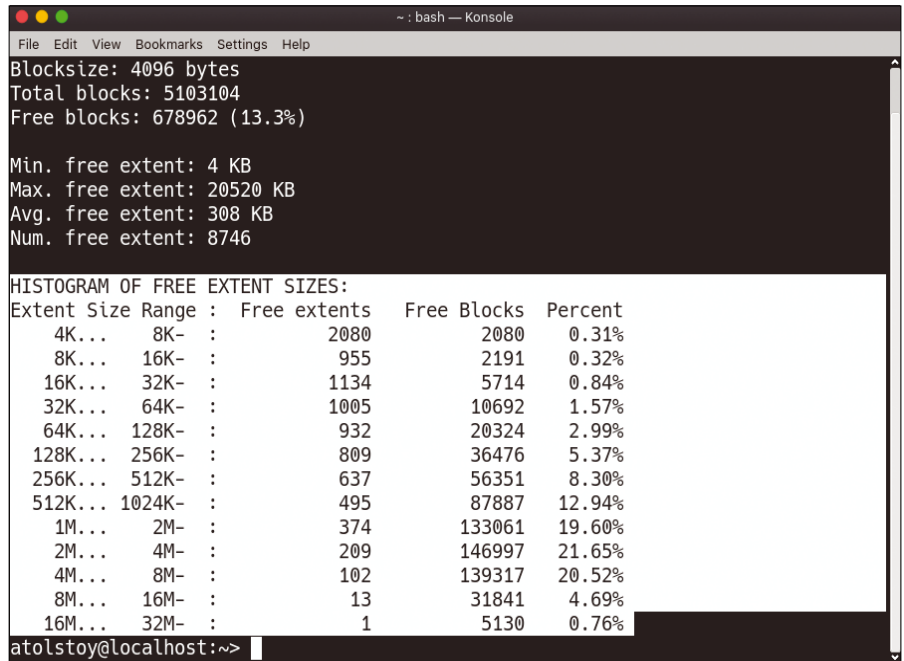 ~ : bash — Konsole
File Edit View Bookmarks Settings Help
Blocksize: 4096 bytes
Total blocks: 5103104
Free blocks: 678962 (13.3%)
Min. free extent: 4 KB
Max. free extent: 20520 KB
Avg. free extent: 308 KB
Num. free extent: 8746
HISTOGRAM OF FREE EXTENT SIZES:
Extent Size Range : Free extents Free Blocks Percent
4K... 8K- : 2080 2080 0.31%
8K... 16K- : 955 2191 0.32%
16K... 32K- : 1134 5714 0.84%
32K... 64K- : 1005 10692 1.57%
64K... 128K- : 932 20324 2.99%
128K... 256K- : 809 36476 5.37%
256K... 512K- : 637 56351 8.30%
512K... 1024K- : 495 87887 12.94%
1M... 2M- : 374 133061 19.60%
2M... 4M- : 209 146997 21.65%
4M... 8M- : 102 139317 20.52%
8M... 16M- : 13 31841 4.69%
16M... 32M- : 1 5130 0.76%
atolstoy@localhost:~>